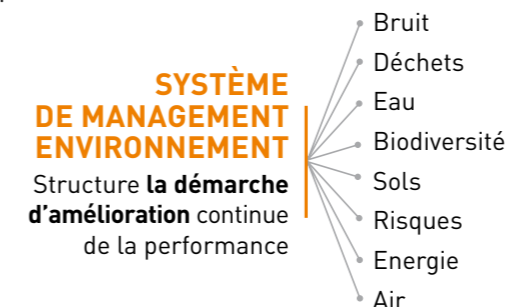 SYSTÈME
DE MANAGEMENT
ENVIRONNEMENT
Structure la démarche
d'amélioration continue
de la performance
Bruit
Déchets
Eau
Biodiversité
Sols
Risques
Energie
Air